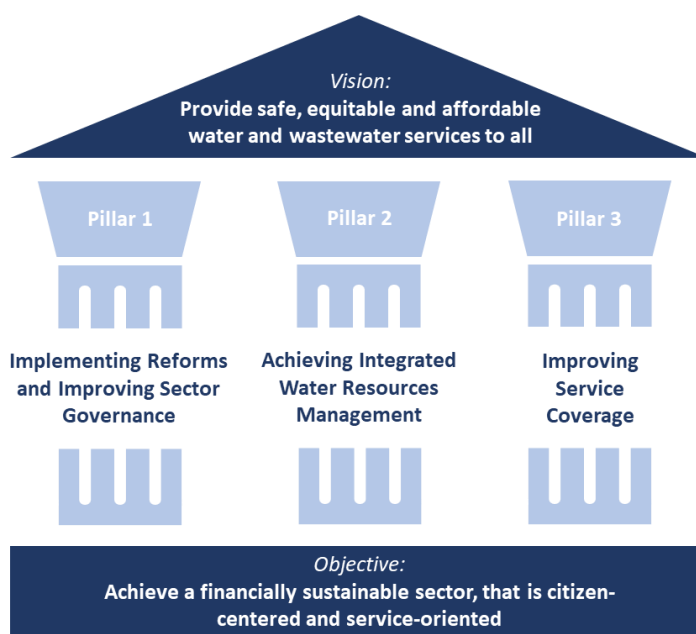 Vision:
Provide safe, equitable and affordable
water and wastewater services to all
Pillar 1
Pillar 2
Pillar 3
Implementing Reforms
and Improving Sector
Governance
Achieving Integrated
Water Resources
Management
Improving
Service
Coverage
Objective:
Achieve a financially sustainable sector, that is citizen-
centered and service-oriented